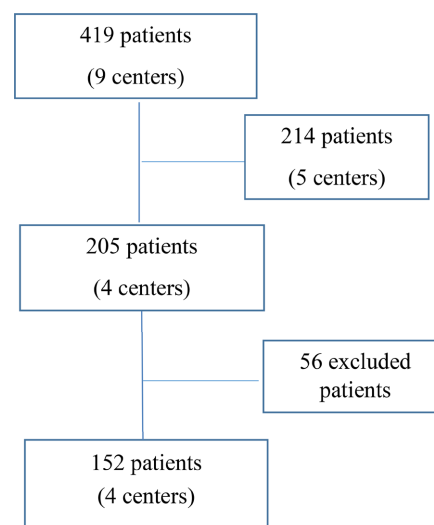 419 patients
(9 centers)
214 patients
(5 centers)
205 patients
(4 centers)
56 excluded
patients
152 patients
(4 centers)